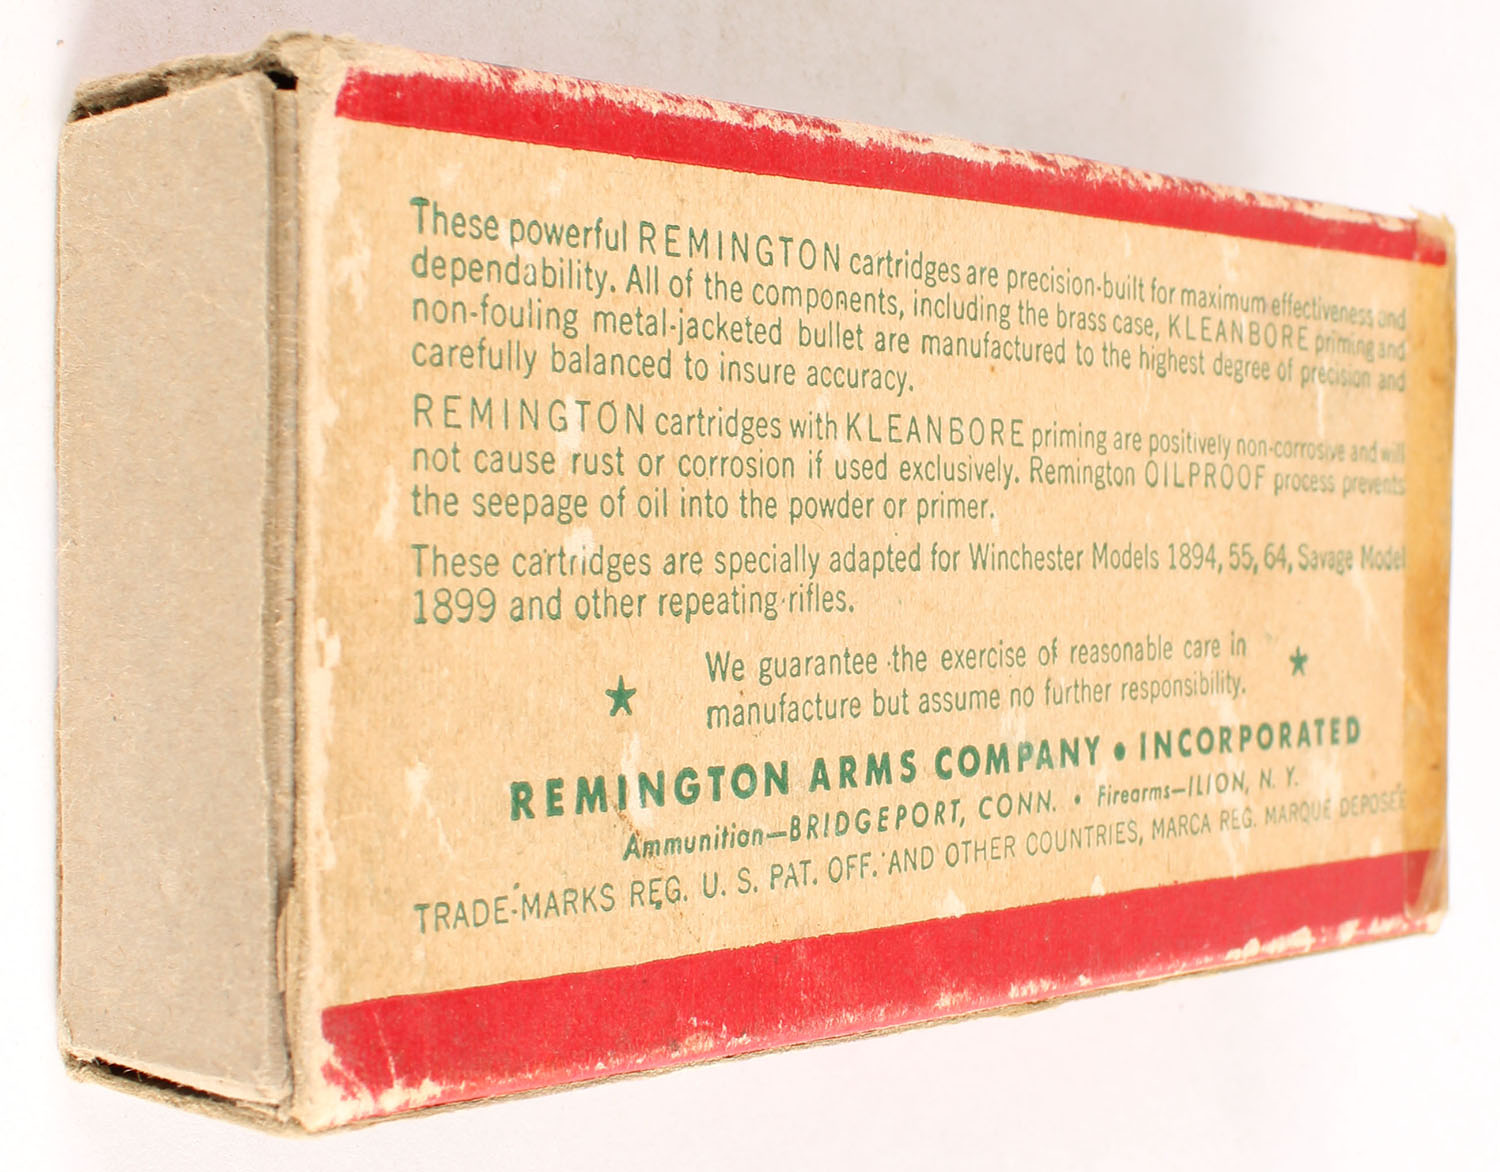 These powerful REMINGTON cartridges are precision-built for maximum effectiveness and
dependability. All of the components, including the brass case, KLEANBORE priming and
non-fouling metal-jacketed bullet are manufactured to the highest degree of precision and
carefully balanced to insure accuracy.
REMINGTON cartridges with KLEANBORE priming are positively non-corrosive and will
not cause rust or corrosion if used exclusively. Remington OILPROOF process prevents
the seepage of oil into the powder or primer.
These cartridges are specially adapted for Winchester Models 1894, 55, 64, Savage Model
1899 and other repeating rifles.
We guarantee the exercise of reasonable care in
manufacture but assume no further responsibility.
REMINGTON ARMS COMPANY • INCORPORATED
Ammunition—BRIDGEPORT, CONN. • Firearms—ILION, N. Y.
TRADE-MARKS REG. U. S. PAT. OFF. AND OTHER COUNTRIES, MARCA REG. MARQUE DEPOSÉE